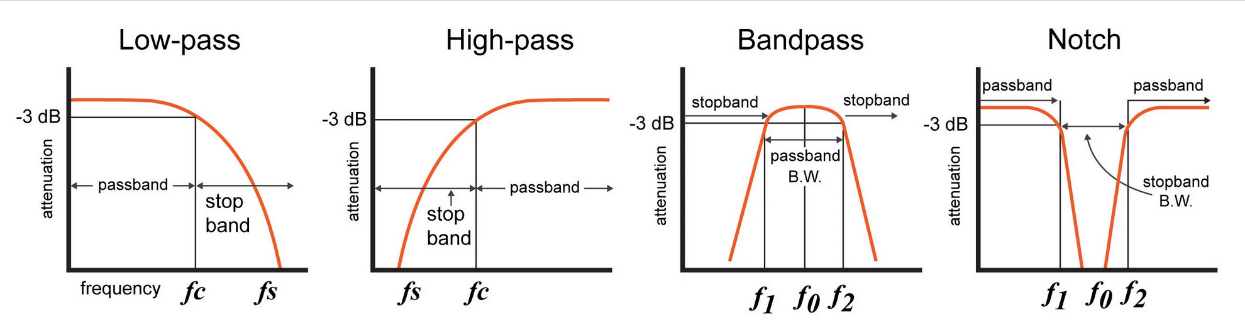 Low-pass
-3 dB
attenuation
passband
stop
band
frequency
fc
fs
High-pass
-3 dB
attenuation
passband
stop
band
fs
fc
Bandpass
stopband
stopband
-3 dB
attenuation
passband
B.W.
f1
f0
f2
Notch
passband
passband
-3 dB
attenuation
stopband
B.W.
f1
f0
f2